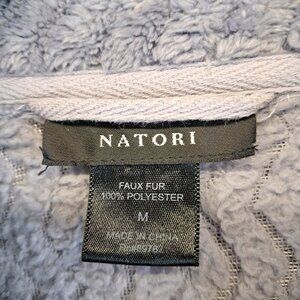 NATORI
FAUX FUR
100% POLYESTER
M
MADE IN CHINA